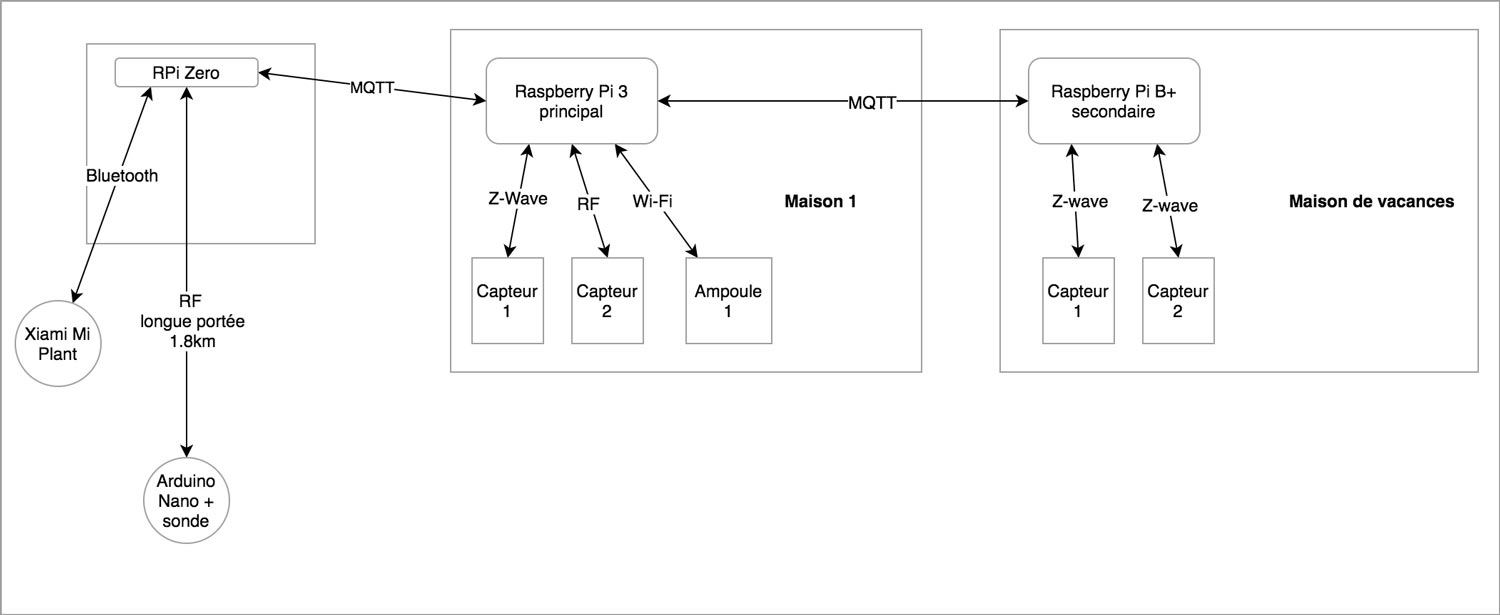 RPi Zero
MQTT
Raspberry Pi 3
principal
MQTT
Raspberry Pi B+
secondaire
Bluetooth
Z-Wave
RF
Wi-Fi
Maison 1
Z-wave
Z-wave
Maison de vacances
RF
longue portée
1.8km
Xiami Mi
Plant
Capteur
1
Capteur
2
Ampoule
1
Capteur
1
Capteur
2
Arduino
Nano +
sonde